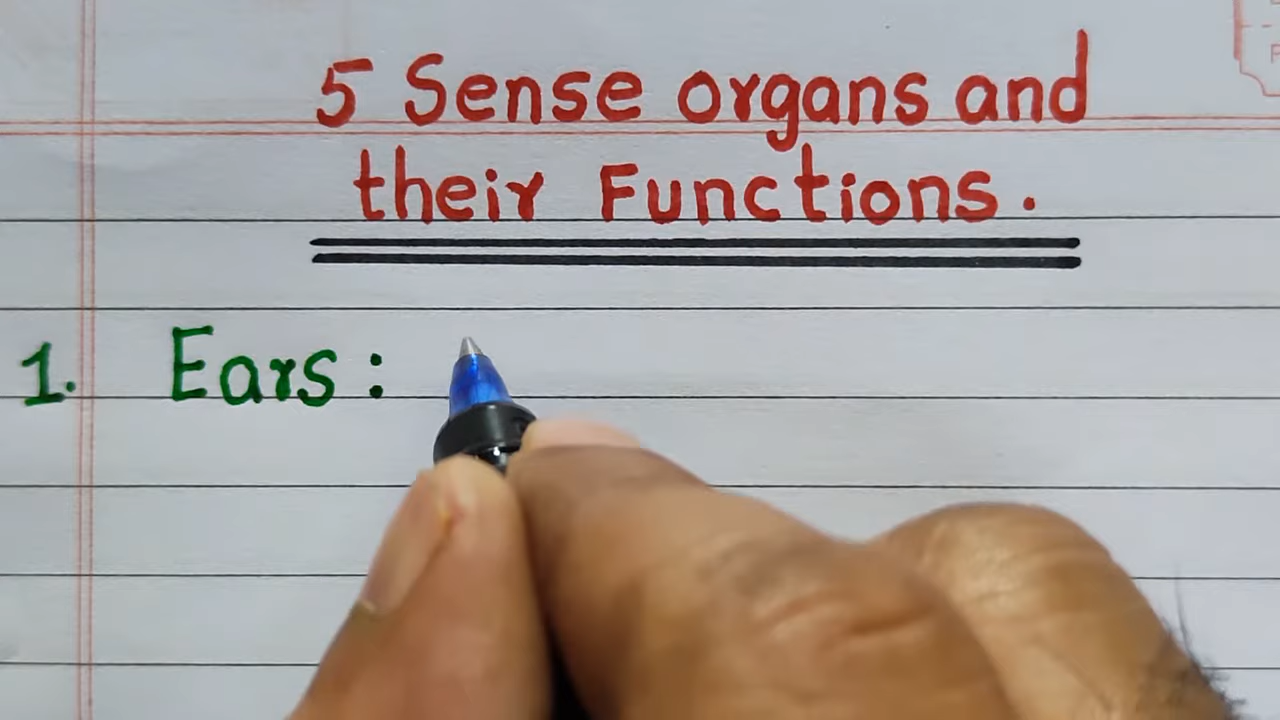 5 Sense organs and
their Functions.
1. Ears: